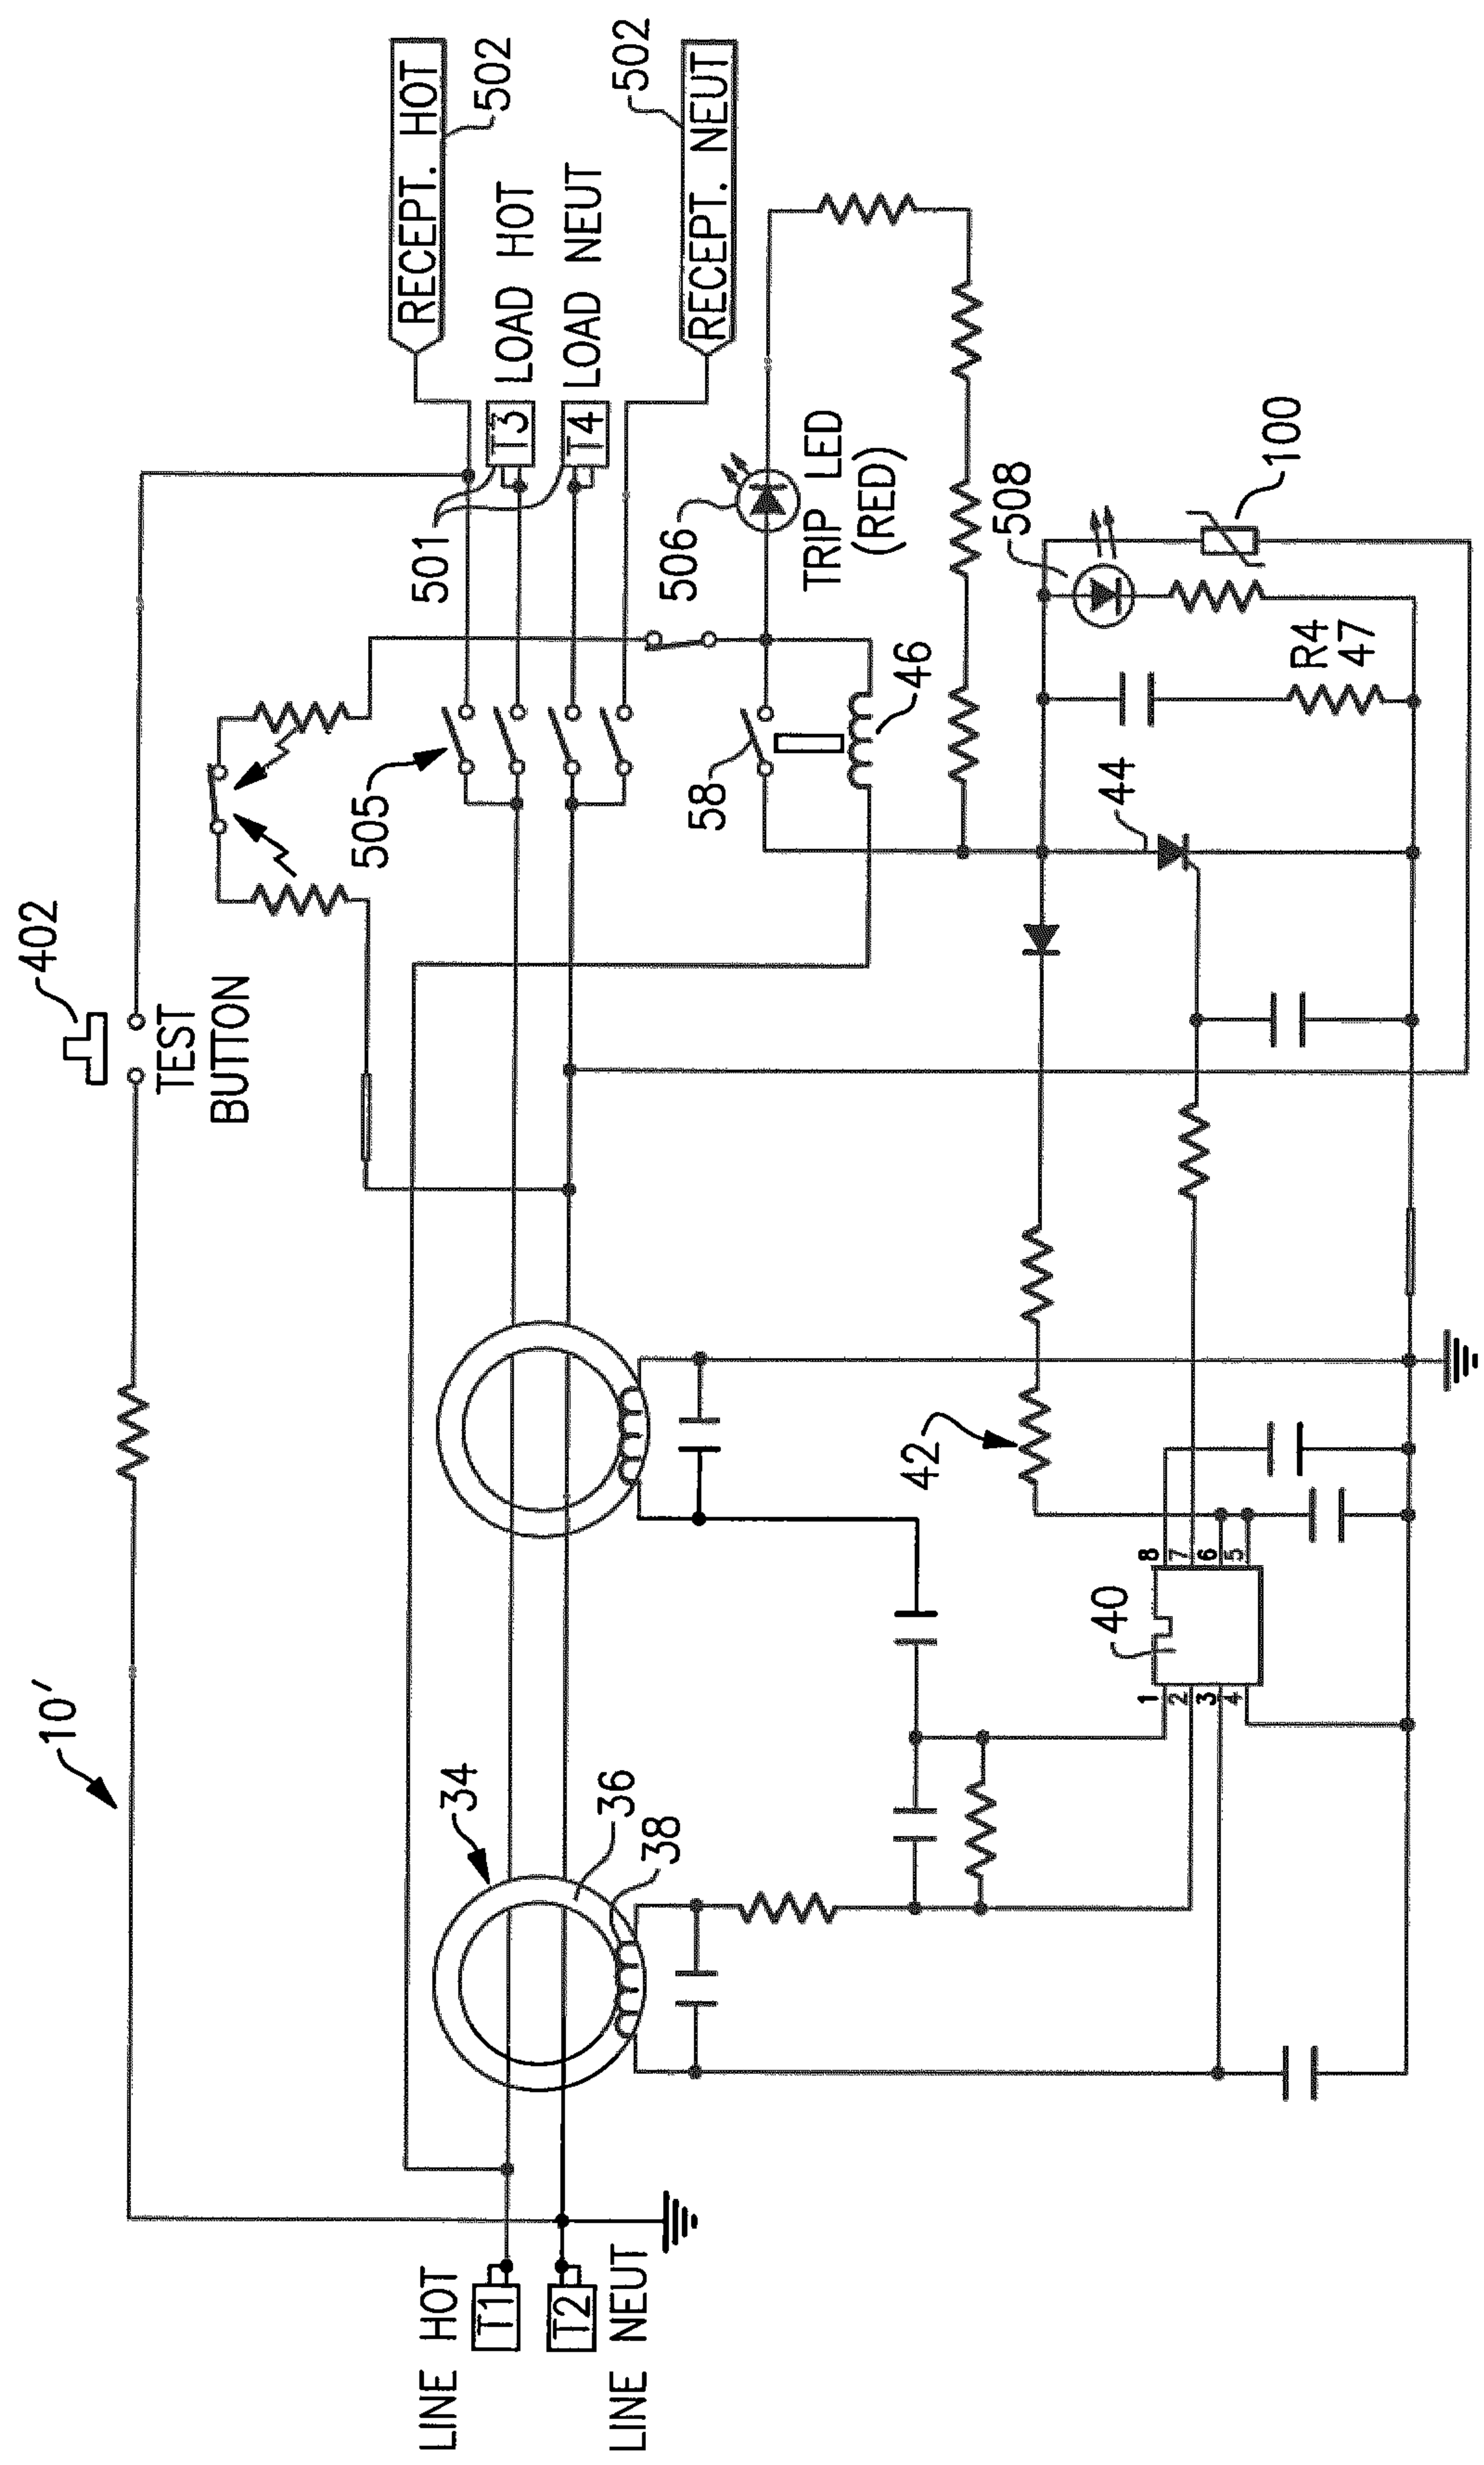 10′
402
TEST
BUTTON
505
501
RECEPT. HOT
502
T3
LOAD HOT
T4
LOAD NEUT
RECEPT. NEUT
502
LINE HOT
T1
T2
LINE NEUT
34
36
38
58
46
506
TRIP LED
(RED)
42
44
508
100
R4
47
40
1
2
3
4
8
7
6
5